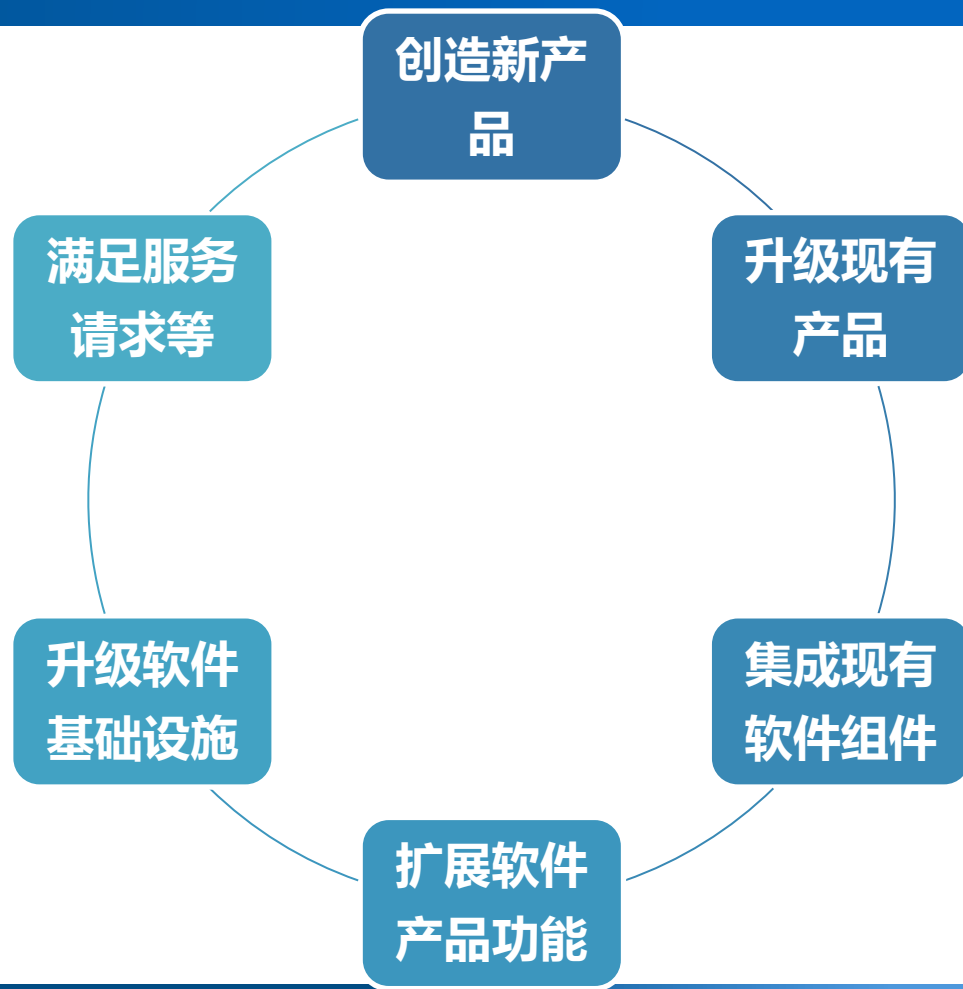 创造新产
品
升级现有
产品
集成现有
软件组件
扩展软件
产品功能
升级软件
基础设施
满足服务
请求等